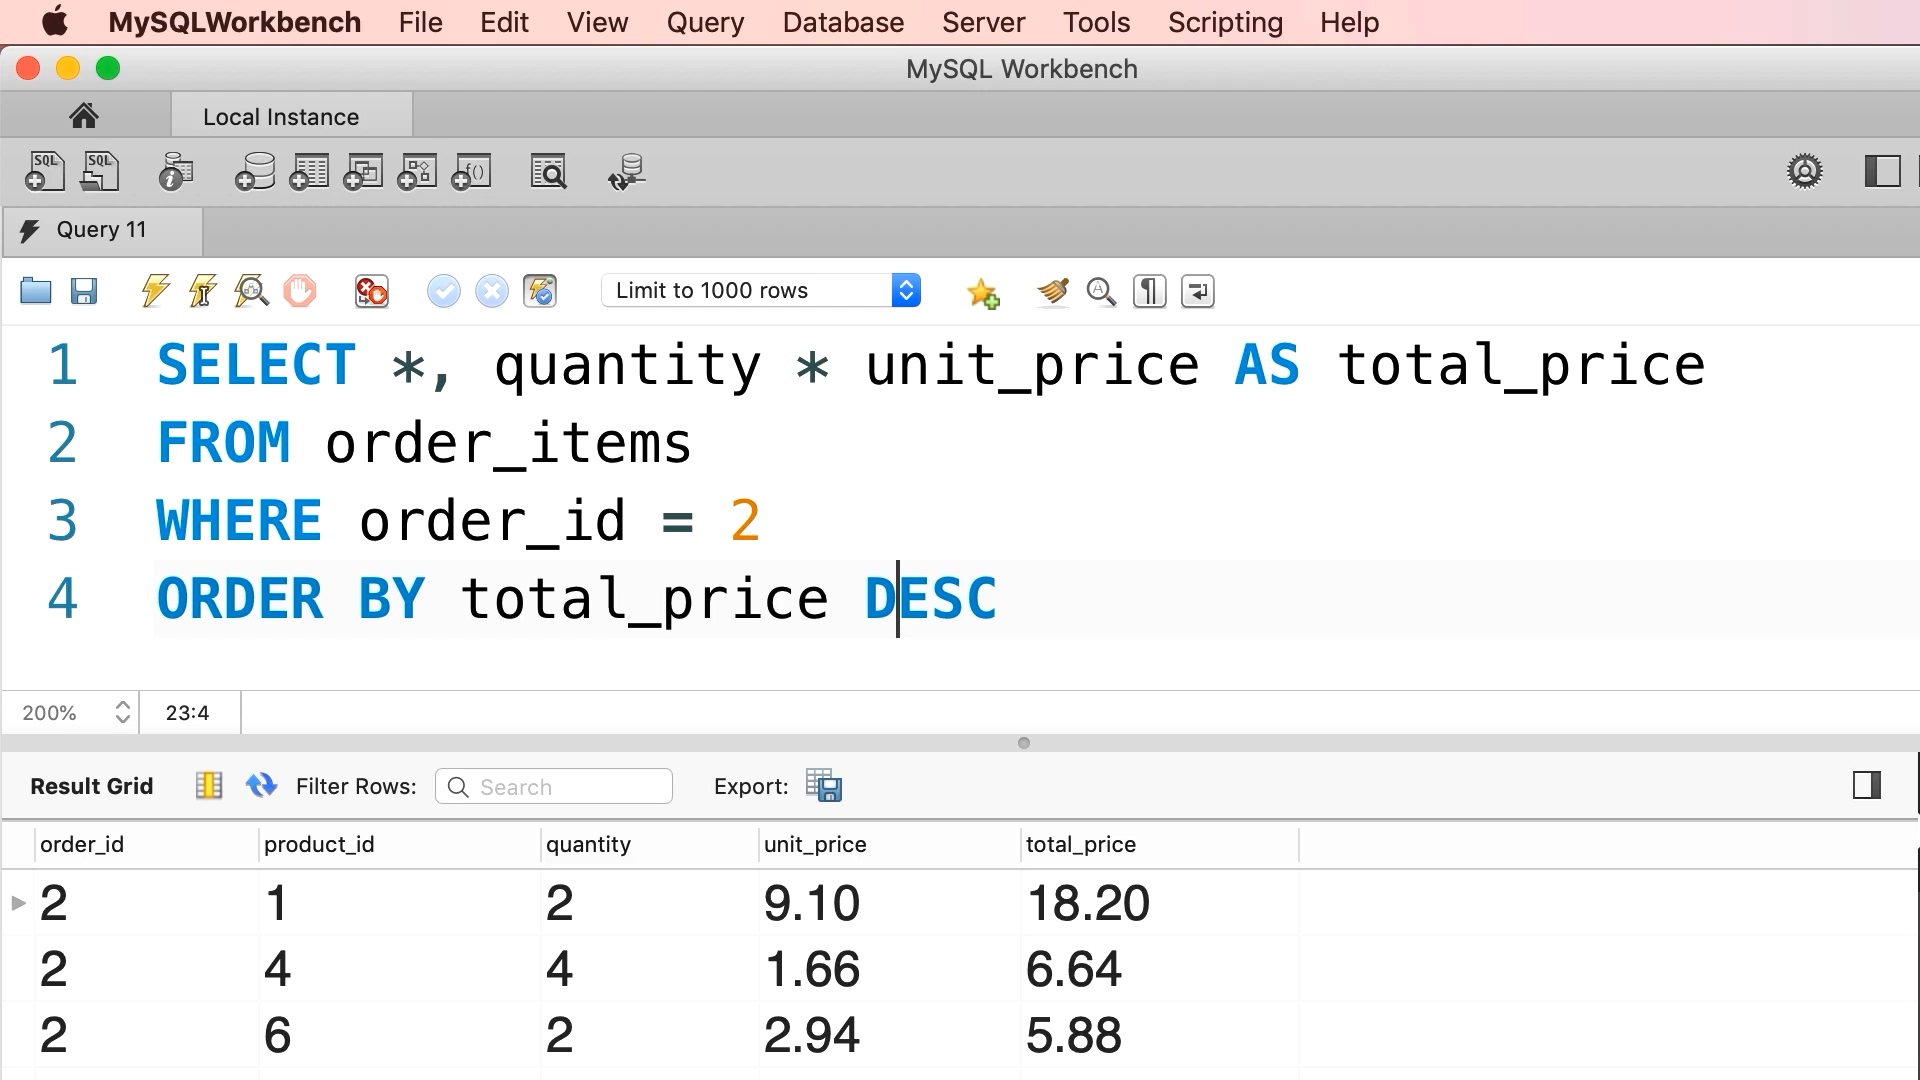 MySQLWorkbench File Edit View Query Database Server Tools Scripting Help
MySQL Workbench
Local Instance
SQL SQL i f()
Query 11
Limit to 1000 rows A ¶
1 SELECT *, quantity * unit_price AS total_price
2 FROM order_items
3 WHERE order_id = 2
4 ORDER BY total_price DESC
200% 23:4
Result Grid Filter Rows: Search Export:
order_id product_id quantity unit_price total_price
2 1 2 9.10 18.20
2 4 4 1.66 6.64
2 6 2 2.94 5.88